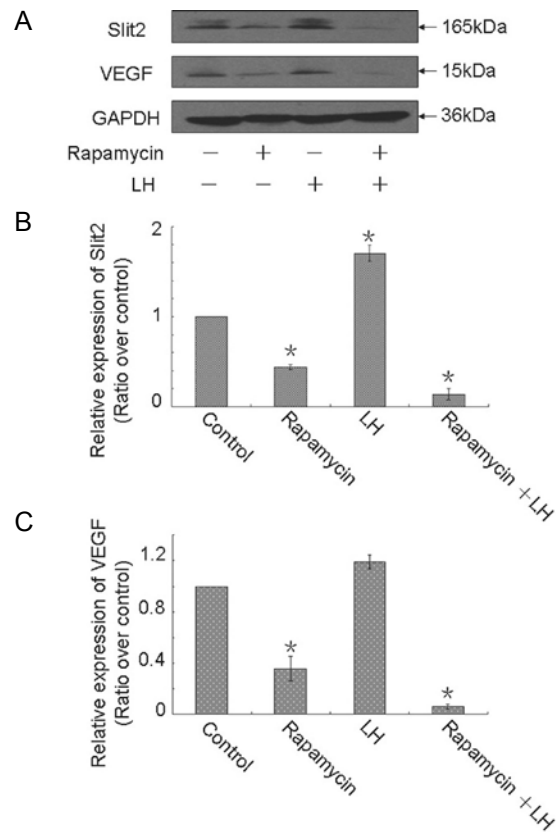 A
Slit2
165kDa
VEGF
15kDa
GAPDH
36kDa
Rapamycin − + − +
LH − − + +
B
Relative expression of Slit2
(Ratio over control)
2
1
0
*
*
*
Control
Rapamycin
LH
Rapamycin +LH
C
Relative expression of VEGF
(Ratio over control)
1.2
0.8
0.4
0
*
*
Control
Rapamycin
LH
Rapamycin +LH